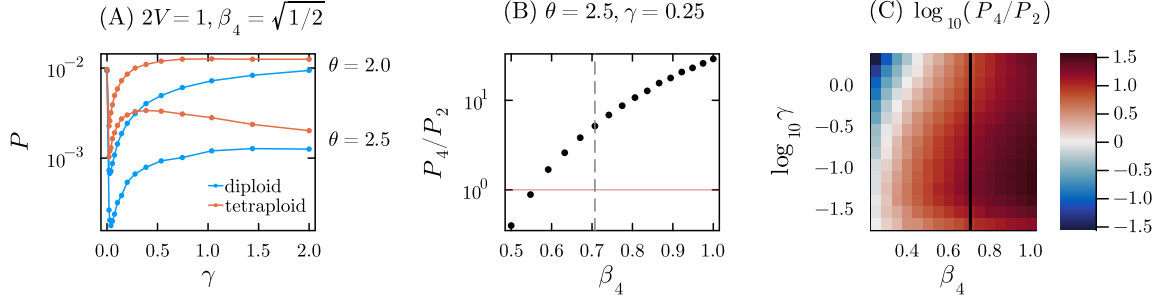 (A) 2V = 1, β₄ = √1/2
P
10⁻²
10⁻³
θ = 2.0
θ = 2.5
diploid
tetraploid
0.0 0.5 1.0 1.5 2.0
γ
(B) θ = 2.5, γ = 0.25
P₄/P₂
10¹
10⁰
0.5 0.6 0.7 0.8 0.9 1.0
β₄
(C) log₁₀(P₄/P₂)
log₁₀ γ
0.0
−0.5
−1.0
−1.5
0.4 0.6 0.8 1.0
β₄
1.5
1.0
0.5
0
−0.5
−1.0
−1.5